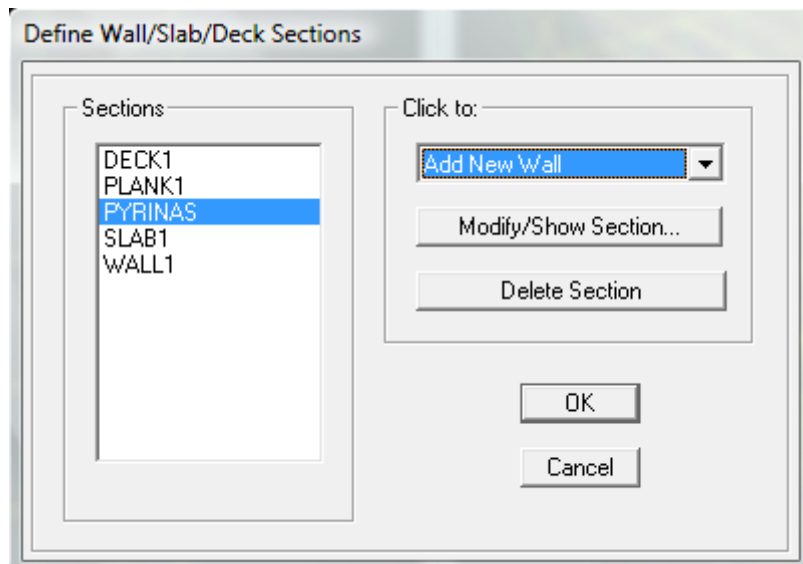 Define Wall/Slab/Deck Sections
Sections
DECK1
PLANK1
PYRINAS
SLAB1
WALL1
Click to:
Add New Wall
Modify/Show Section...
Delete Section
OK
Cancel